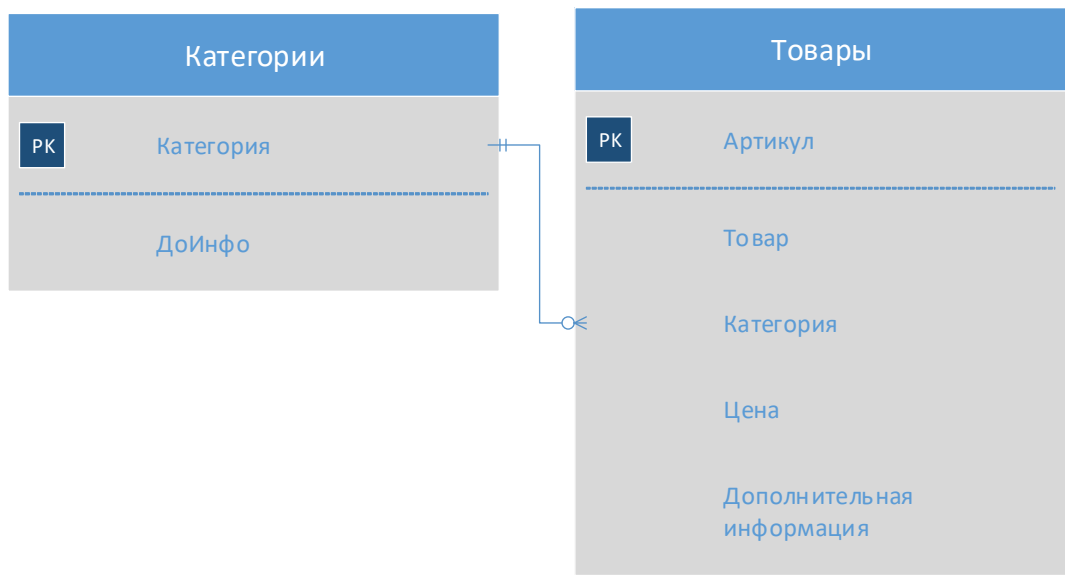 Категории
PK
Категория
ДоИнфо
Товары
PK
Артикул
Товар
Категория
Цена
Дополнительная
информация